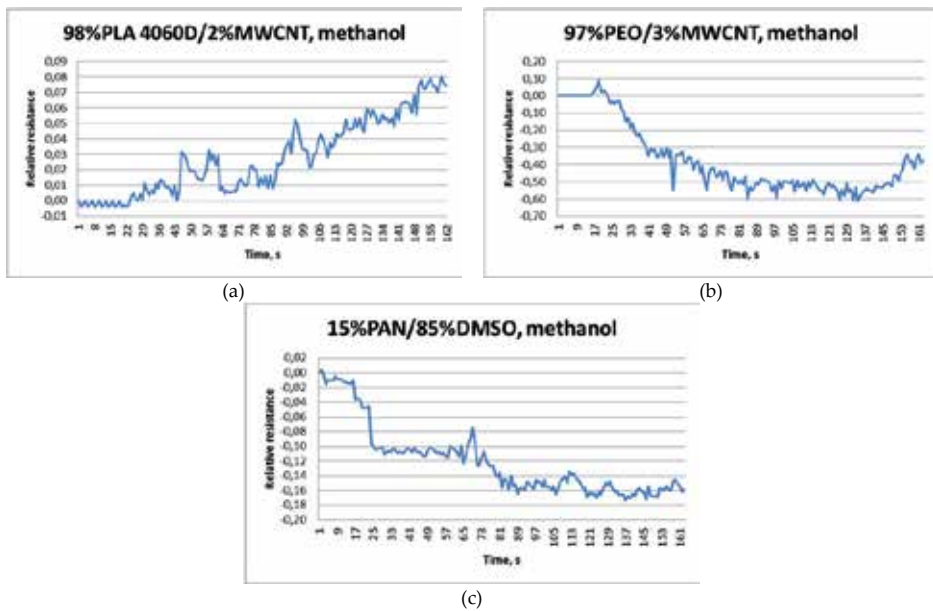 98%PLA 4060D/2%MWCNT, methanol
Relative resistance
0,09
0,08
0,07
0,06
0,05
0,04
0,03
0,02
0,01
0,00
-0,01
1 8 15 22 29 36 43 50 57 64 71 78 85 92 99 106 113 120 127 134 141 148 155 162
Time, s
(a)
97%PEO/3%MWCNT, methanol
Relative resistance
0,20
0,10
0,00
-0,10
-0,20
-0,30
-0,40
-0,50
-0,60
-0,70
1 9 17 25 33 41 49 57 65 73 81 89 97 105 113 121 129 137 145 153 161
Time, s
(b)
15%PAN/85%DMSO, methanol
Relative resistance
0,02
0,00
-0,02
-0,04
-0,06
-0,08
-0,10
-0,12
-0,14
-0,16
-0,18
-0,20
1 9 17 25 33 41 49 57 65 73 81 89 97 105 113 121 129 137 145 153 161
Time, s
(c)